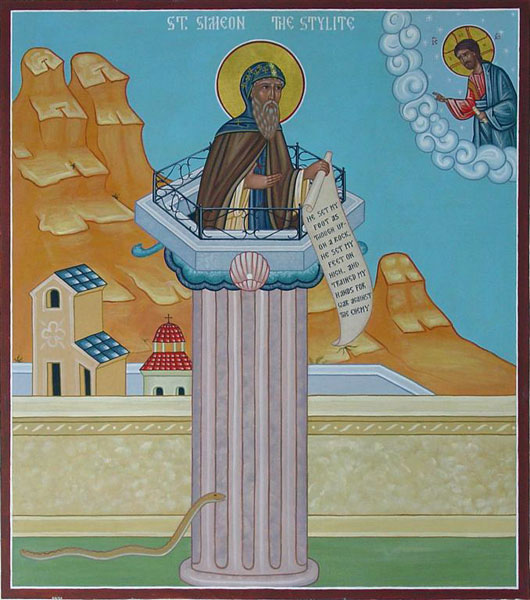 ST. SIMEON THE STYLITE
HE SET MY
FOOT AS
THOUGH UP-
ON A ROCK.
HE SET MY
FEET ON
HIGH, AND
TRAINED MY
HANDS FOR
WAR AGAINST
THE ENEMY